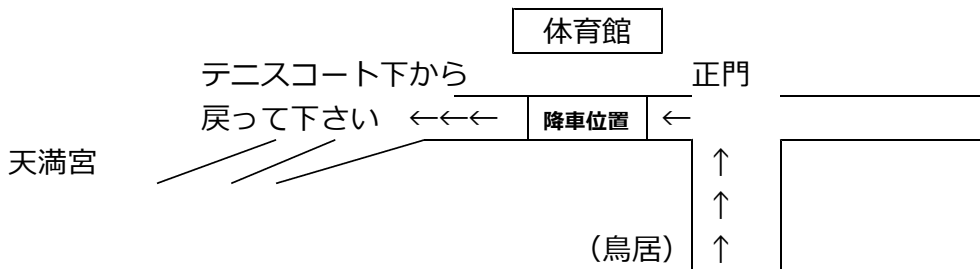 体育館
テニスコート下から
正門
戻って下さい ←←← 降車位置 ←
天満宮
↑
↑
(鳥居) ↑